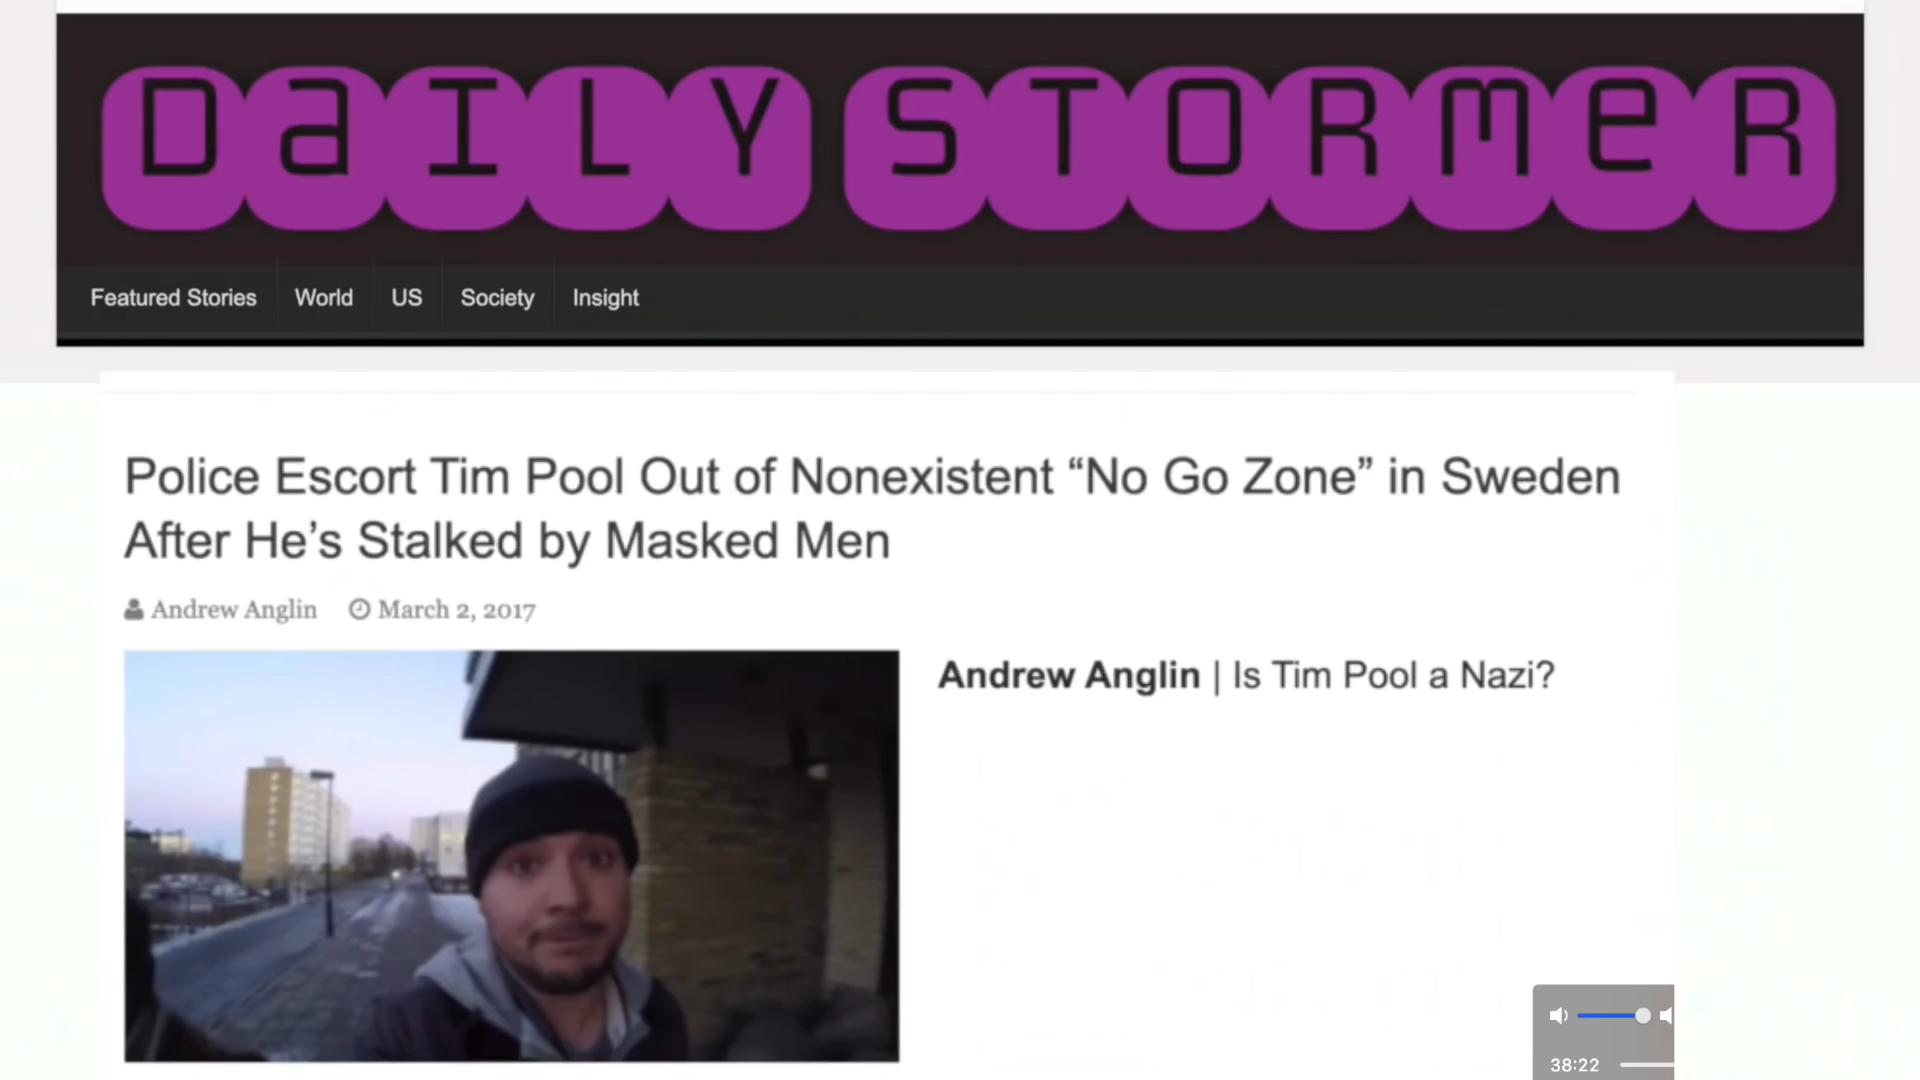 DaILY STORMeR
Featured Stories World US Society Insight
Police Escort Tim Pool Out of Nonexistent “No Go Zone” in Sweden
After He’s Stalked by Masked Men
Andrew Anglin March 2, 2017
Andrew Anglin | Is Tim Pool a Nazi?
38:22